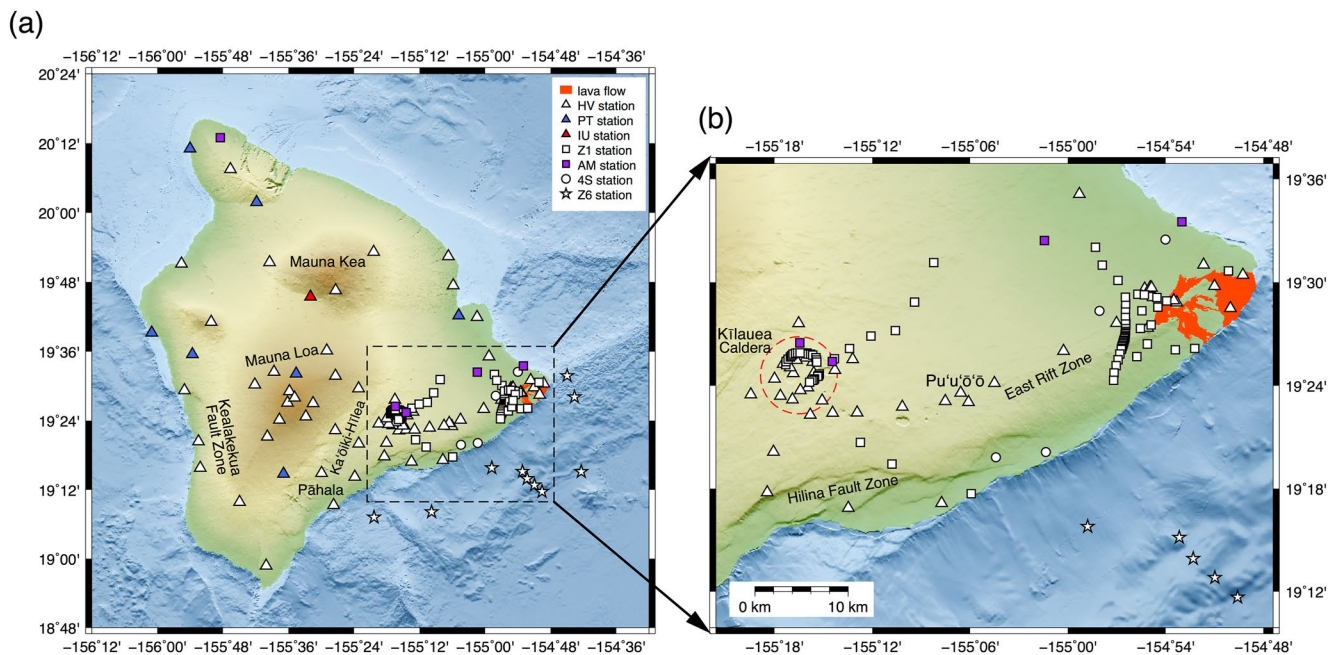 (a)
−156°12' −156°00' −155°48' −155°36' −155°24' −155°12' −155°00' −154°48' −154°36'
20°24'
20°12'
20°00'
19°48'
19°36'
19°24'
19°12'
19°00'
18°48'
lava flow
HV station
PT station
IU station
Z1 station
AM station
4S station
Z6 station
Mauna Kea
Mauna Loa
Kealakekua
Fault Zone
Ka'ōiki-Hīlea
Pāhala
−156°12' −156°00' −155°48' −155°36' −155°24' −155°12' −155°00' −154°48' −154°36'
(b)
−155°18' −155°12' −155°06' −155°00' −154°54' −154°48'
19°36'
19°30'
19°24'
19°18'
19°12'
Kīlauea
Caldera
Pu'u'ō'ō
East Rift Zone
Hilina Fault Zone
0 km 10 km
−155°18' −155°12' −155°06' −155°00' −154°54' −154°48'